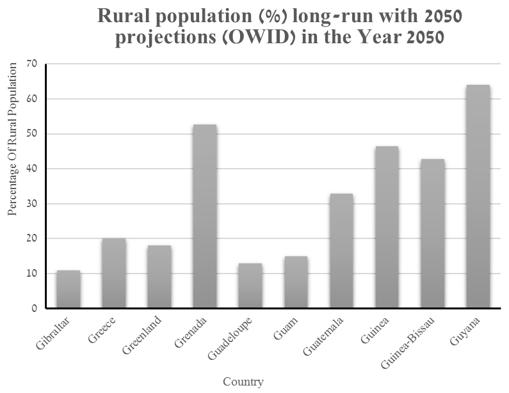 Rural population (%) long-run with 2050
projections (OWID) in the Year 2050
Percentage Of Rural Population
70
60
50
40
30
20
10
0
Gibraltar
Greece
Greenland
Grenada
Guadeloupe
Guam
Guatemala
Guinea
Guinea-Bissau
Guyana
Country